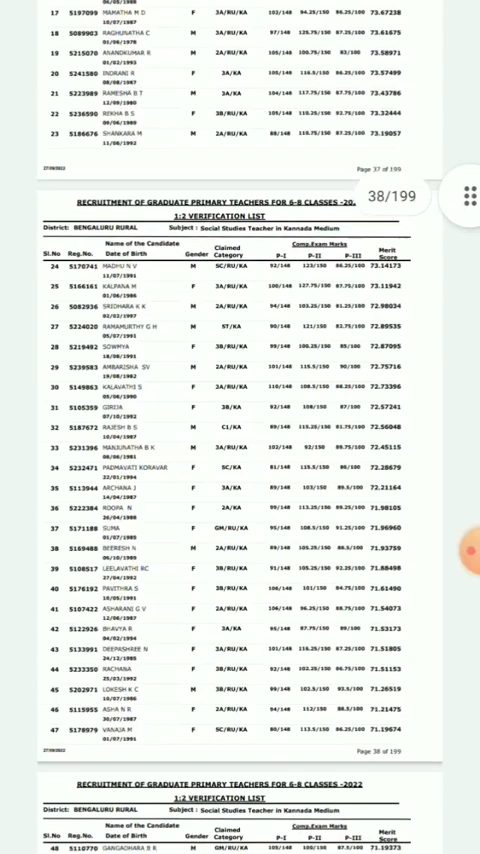 09/08/1988
17 5197099 MAMATHA M D F 3A/RU/KA 102/148 94.25/150 86.25/100 73.67238
10/07/1987
18 5089903 RAGHUNATHA C M 3A/RU/KA 97/148 125.75/150 87.25/100 73.61675
01/06/1978
19 5215070 ANANDKUMAR R M 2A/RU/KA 105/148 100.75/150 83/100 73.58971
01/02/1993
20 5241580 INDRANI R F 3A/KA 105/148 116.5/150 86.25/100 73.57499
08/08/1987
21 5223989 RAMESHA B T M 3A/KA 104/148 117.75/150 87.75/100 73.43786
12/09/1980
22 5236590 REKHA B S F 3B/RU/KA 105/148 110.25/150 92.75/100 73.32444
09/06/1988
23 5186676 SHANKARA M M 2A/RU/KA 88/148 110.75/150 90.25/100 73.19057
11/06/1992
27/09/2022 Page 37 of 199
38/199
RECRUITMENT OF GRADUATE PRIMARY TEACHERS FOR 6-8 CLASSES -20
1:2 VERIFICATION LIST
District: BENGALURU RURAL Subject : Social Studies Teacher in Kannada Medium
Sl.No Reg.No. Name of the Candidate Date of Birth Gender Claimed Category Comp.Exam Marks P-I P-II P-III Merit Score
24 5170741 MADHU N V M SC/RU/KA 92/148 123/150 86.25/100 73.14173
11/07/1991
25 5166161 KALPANA M F 3A/RU/KA 100/148 127.75/150 87.75/100 73.11942
01/06/1986
26 5082936 SRIDHARA K K M 2A/RU/KA 94/148 103.25/150 81.25/100 72.98034
02/02/1997
27 5224020 RAMAMURTHY G H M ST/KA 90/148 121/150 82.75/100 72.89535
05/07/1991
28 5219492 SOWMYA F 3B/RU/KA 99/148 100.25/150 85/100 72.87095
18/08/1991
29 5239583 AMBARISHA SV M 2A/RU/KA 101/148 115.5/150 90/100 72.75716
19/08/1982
30 5149863 KALAVATHI S F 3A/RU/KA 110/148 108.5/150 88.25/100 72.73396
05/06/1990
31 5105359 GIRIJA F 3B/KA 92/148 108/150 87/100 72.57241
07/10/1992
32 5187672 RAJESH B S M C1/KA 89/148 115.25/150 81.75/100 72.56048
10/04/1987
33 5231396 MANJUNATHA B K M 3A/RU/KA 102/148 92/150 89.75/100 72.45115
08/06/1981
34 5232471 PADMAVATI KORAVAR F SC/KA 81/148 115.5/150 86/100 72.28679
22/01/1994
35 5113944 ARCHANA J F 3A/KA 89/148 103/150 89.5/100 72.21164
14/04/1987
36 5222384 ROOPA N F 2A/KA 99/148 113.25/150 89.25/100 71.98105
26/04/1988
37 5171188 SUMA F GM/RU/KA 95/148 108.5/150 91.25/100 71.96960
01/07/1985
38 5169488 BEERESH N M 2A/RU/KA 89/148 105.25/150 86.5/100 71.93759
06/10/1989
39 5108517 LEELAVATHI RC F 3B/RU/KA 91/148 105.25/150 92.25/100 71.88498
27/04/1992
40 5176192 PAVITHRA S F 3B/RU/KA 106/148 101/150 84.75/100 71.61490
10/05/1991
41 5107422 ASHARANI G V F 2A/RU/KA 106/148 96.25/150 88.75/100 71.54073
12/06/1987
42 5122926 BHAVYA R F 3A/KA 95/148 87.75/150 89/100 71.53173
04/02/1994
43 5133991 DEEPASHREE N F 3A/RU/KA 101/148 116.25/150 87.25/100 71.51805
24/12/1985
44 5233350 RACHANA F 3B/RU/KA 92/148 102.25/150 86.75/100 71.51153
25/03/1992
45 5202971 LOKESH K C M 3B/RU/KA 99/148 102.5/150 93.5/100 71.26519
10/07/1986
46 5115955 ASHA N R F 2A/RU/KA 94/148 112/150 88.5/100 71.21475
30/07/1987
47 5178979 VANAJA M F SC/RU/KA 80/148 113.5/150 86.25/100 71.19674
01/07/1991
27/09/2022 Page 38 of 199
RECRUITMENT OF GRADUATE PRIMARY TEACHERS FOR 6-8 CLASSES -2022
1:2 VERIFICATION LIST
District: BENGALURU RURAL Subject : Social Studies Teacher in Kannada Medium
Sl.No Reg.No. Name of the Candidate Date of Birth Gender Claimed Category Comp.Exam Marks P-I P-II P-III Merit Score
48 5110770 GANGADHARA B R M GM/RU/KA 105/148 100/150 87.5/100 71.19373